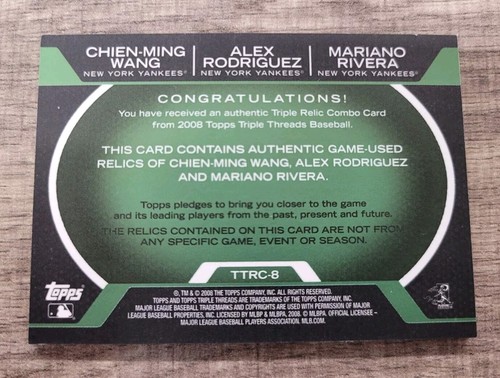 CHIEN-MING WANG
NEW YORK YANKEES®
ALEX RODRIGUEZ
NEW YORK YANKEES®
MARIANO RIVERA
NEW YORK YANKEES®
CONGRATULATIONS!
You have received an authentic Triple Relic Combo Card
from 2008 Topps Triple Threads Baseball.
THIS CARD CONTAINS AUTHENTIC GAME-USED
RELICS OF CHIEN-MING WANG, ALEX RODRIGUEZ
AND MARIANO RIVERA.
Topps pledges to bring you closer to the game
and its leading players from the past, present and future.
THE RELICS CONTAINED ON THIS CARD ARE NOT FROM
ANY SPECIFIC GAME, EVENT OR SEASON.
TTRC-8
Topps
®, TM & © 2008 THE TOPPS COMPANY, INC. ALL RIGHTS RESERVED.
TOPPS AND TOPPS TRIPLE THREADS ARE TRADEMARKS OF THE TOPPS COMPANY, INC.
MAJOR LEAGUE BASEBALL TRADEMARKS AND COPYRIGHTS ARE USED WITH PERMISSION OF MAJOR
LEAGUE BASEBALL PROPERTIES, INC. LICENSED BY MLBP & MLBPA, 2008. © MLBPA. OFFICIAL LICENSEE –
MAJOR LEAGUE BASEBALL PLAYERS ASSOCIATION. MLB.COM.